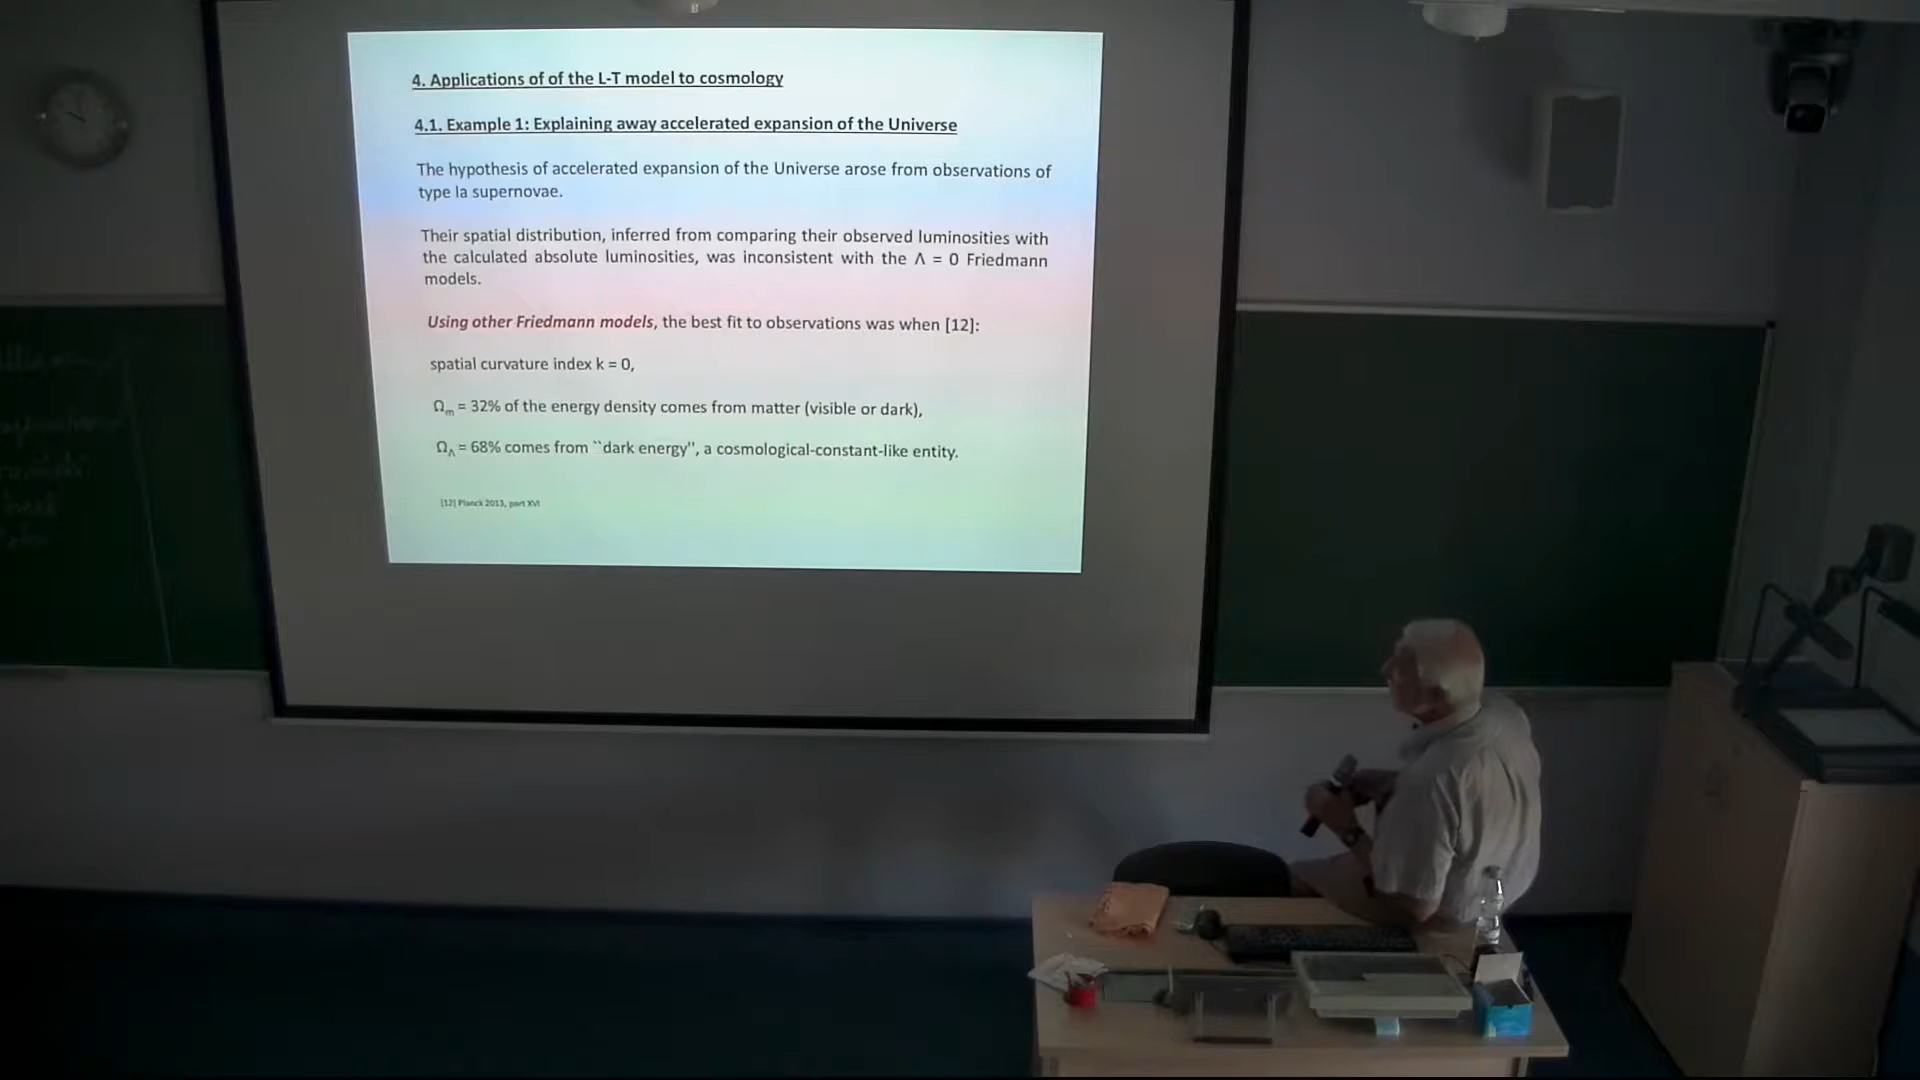 4. Applications of of the L-T model to cosmology
4.1. Example 1: Explaining away accelerated expansion of the Universe
The hypothesis of accelerated expansion of the Universe arose from observations of
type Ia supernovae.
Their spatial distribution, inferred from comparing their observed luminosities with
the calculated absolute luminosities, was inconsistent with the Λ = 0 Friedmann
models.
Using other Friedmann models, the best fit to observations was when [12]:
spatial curvature index k = 0,
Ωm = 32% of the energy density comes from matter (visible or dark),
ΩΛ = 68% comes from ``dark energy'', a cosmological-constant-like entity.
[12] Planck 2013, part XVI